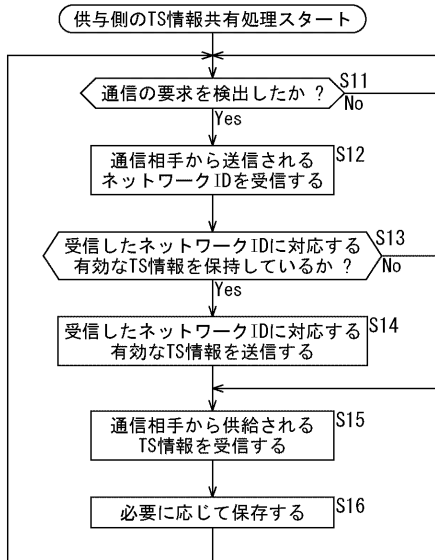 供与側のTS情報共有処理スタート
通信の要求を検出したか ?
S11
No
Yes
通信相手から送信される
ネットワークIDを受信する
S12
受信したネットワークIDに対応する
有効なTS情報を保持しているか ?
S13
No
Yes
受信したネットワークIDに対応する
有効なTS情報を送信する
S14
通信相手から供給される
TS情報を受信する
S15
必要に応じて保存する
S16